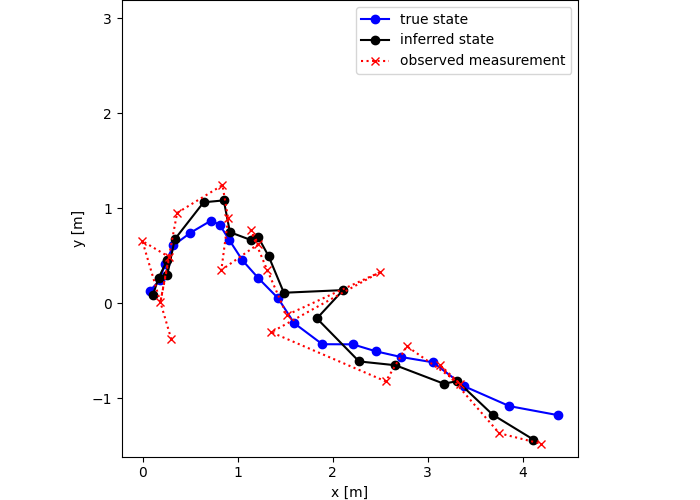 true state
inferred state
observed measurement
3
2
1
0
−1
y [m]
0 1 2 3 4
x [m]